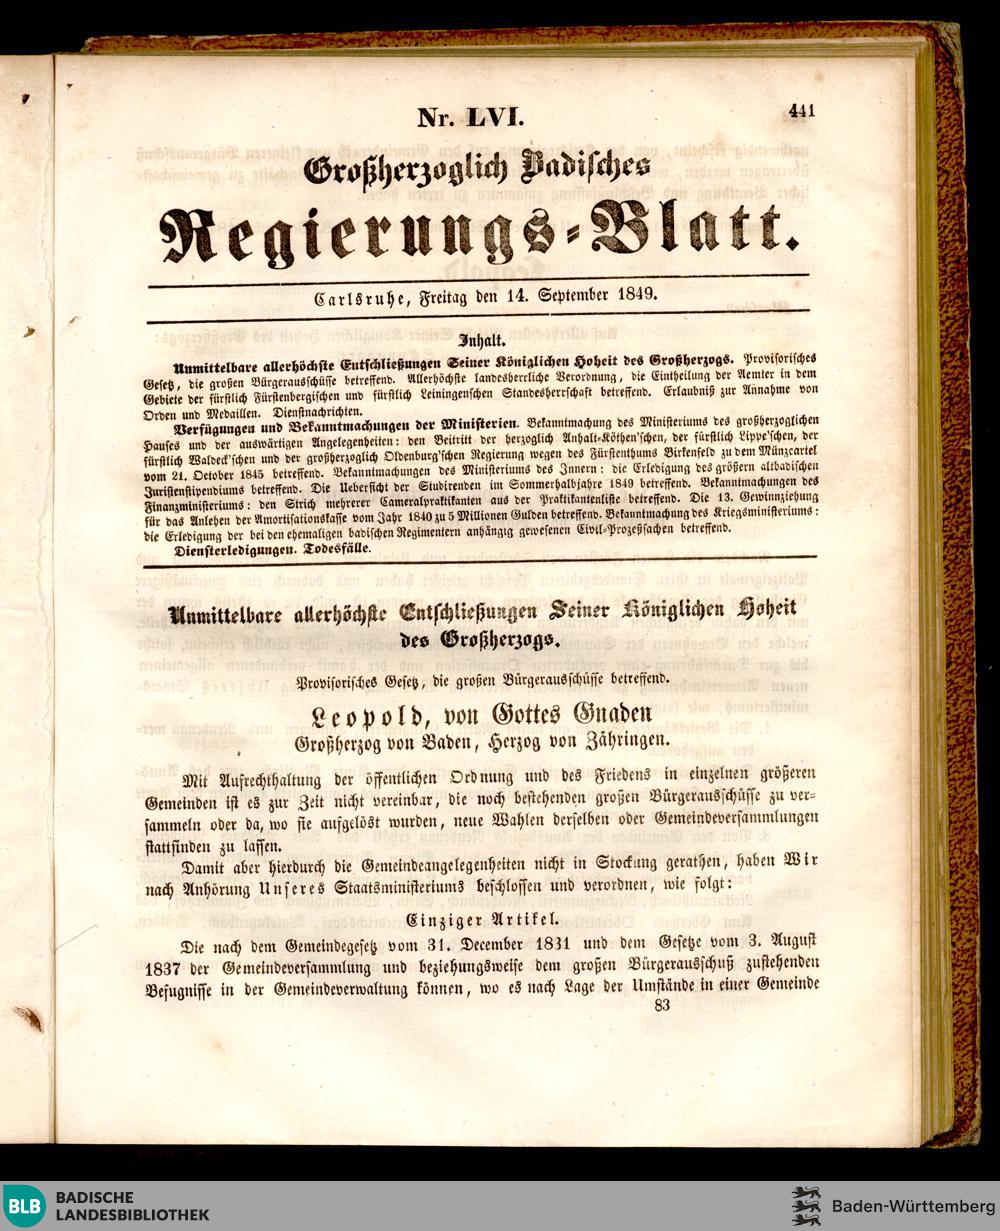 Nr. LVI.
441
Großherzoglich Badisches
Regierungs-Blatt.
Carlsruhe, Freitag den 14. September 1849.
Inhalt.
Unmittelbare allerhöchste Entschließungen Seiner Königlichen Hoheit des Großherzogs. Provisorisches
Gesetz, die großen Bürgerausschüsse betreffend. Allerhöchste landesherrliche Verordnung, die Eintheilung der Aemter in dem
Gebiete der fürstlich Fürstenbergischen und fürstlich Leiningenschen Standesherrschaft betreffend. Erlaubniß zur Annahme von
Orden und Medaillen. Dienstnachrichten.
Verfügungen und Bekanntmachungen der Ministerien. Bekanntmachung des Ministeriums des großherzoglichen
Hauses und der auswärtigen Angelegenheiten: den Beitritt der herzoglich Anhalt-Köthen'schen, der fürstlich Lippe'schen, der
fürstlich Waldeck'schen und der großherzoglich Oldenburg'schen Regierung wegen des Fürstenthums Birkenfeld zu dem Münzcartel
vom 21. October 1845 betreffend. Bekanntmachungen des Ministeriums des Innern: die Erledigung des größern altbadischen
Juristenstipendiums betreffend. Die Uebersicht der Studirenden im Sommerhalbjahre 1849 betreffend. Bekanntmachungen des
Finanzministeriums: den Strich mehrerer Cameralpraktikanten aus der Praktikantenliste betreffend. Die 13. Gewinnziehung
für das Anlehen der Amortisationskasse vom Jahr 1840 zu 5 Millionen Gulden betreffend. Bekanntmachung des Kriegsministeriums:
die Erledigung der bei den ehemaligen badischen Regimentern anhängig gewesenen Civil-Prozeßsachen betreffend.
Diensterledigungen. Todesfälle.
Unmittelbare allerhöchste Entschließungen Seiner Königlichen Hoheit
des Großherzogs.
Provisorisches Gesetz, die großen Bürgerausschüsse betreffend.
Leopold, von Gottes Gnaden
Großherzog von Baden, Herzog von Zähringen.
Mit Aufrechthaltung der öffentlichen Ordnung und des Friedens in einzelnen größeren
Gemeinden ist es zur Zeit nicht vereinbar, die noch bestehenden großen Bürgerausschüsse zu ver-
sammeln oder da, wo sie aufgelöst wurden, neue Wahlen derselben oder Gemeindeversammlungen
stattfinden zu lassen.
Damit aber hierdurch die Gemeindeangelegenheiten nicht in Stockung gerathen, haben Wir
nach Anhörung Unseres Staatsministeriums beschlossen und verordnen, wie folgt:
Einziger Artikel.
Die nach dem Gemeindegesetz vom 31. December 1831 und dem Gesetze vom 3. August
1837 der Gemeindeversammlung und beziehungsweise dem großen Bürgerausschuß zustehenden
Befugnisse in der Gemeindeverwaltung können, wo es nach Lage der Umstände in einer Gemeinde
83
BLB BADISCHE
LANDESBIBLIOTHEK
Baden-Württemberg